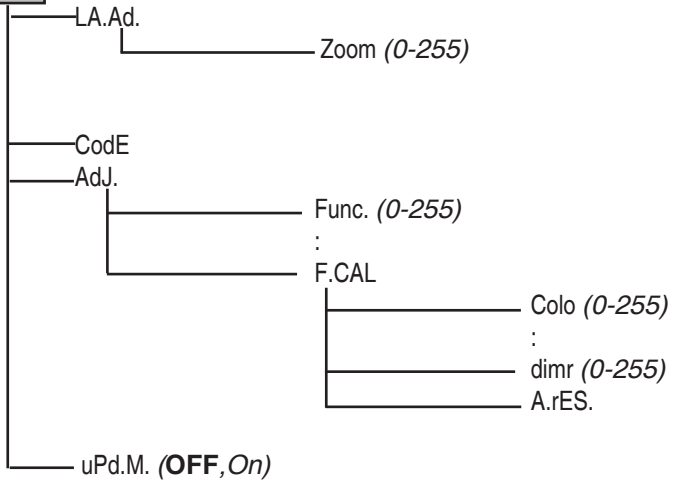 LA.Ad.
Zoom (0-255)
CodE
AdJ.
Func. (0-255)
:
F.CAL
Colo (0-255)
:
dimr (0-255)
A.rES.
uPd.M. (OFF,On)